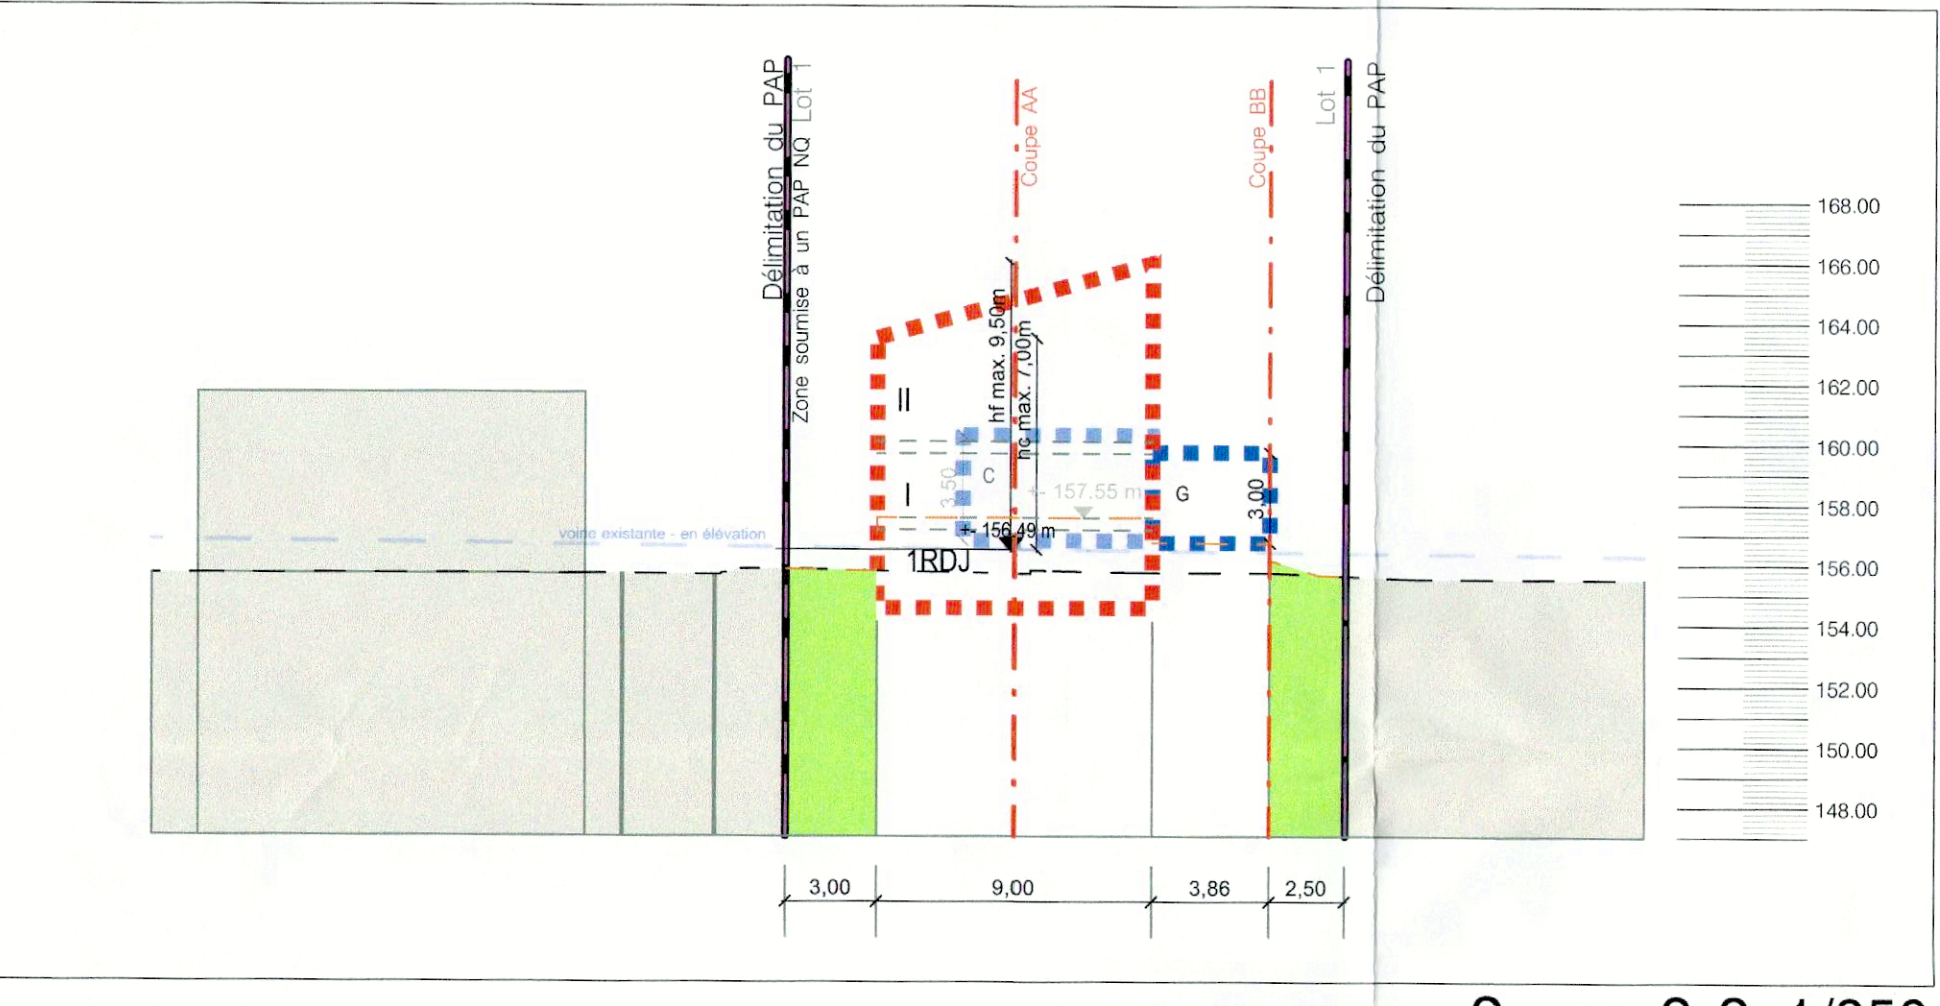 Délimitation du PAP
Zone soumise à un PAP NQ
Lot 1
Coupe AA
Coupe BB
Lot 1
Délimitation du PAP
168.00
166.00
164.00
162.00
160.00
158.00
156.00
154.00
152.00
150.00
148.00
hf max. 9,50m
hc max. 7,00m
II
I
3,50
C
+- 157.55 m
G
3,00
voirie existante - en élévation
+- 156.49 m
1RDJ
3,00
9,00
3,86
2,50